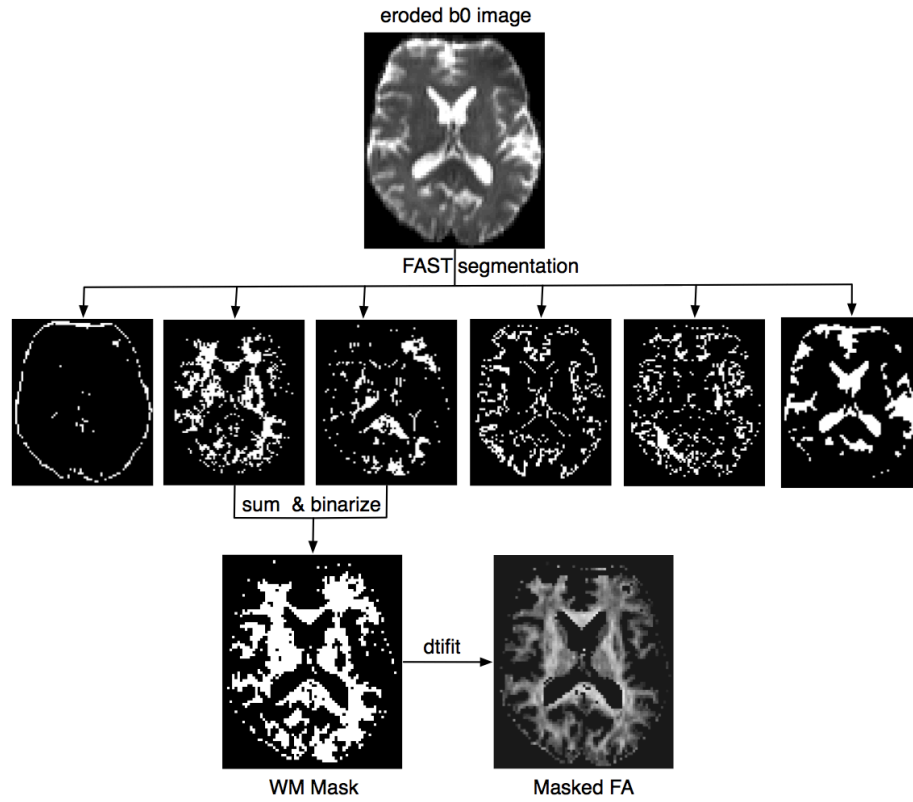 eroded b0 image
FAST segmentation
sum & binarize
dtifit
WM Mask
Masked FA